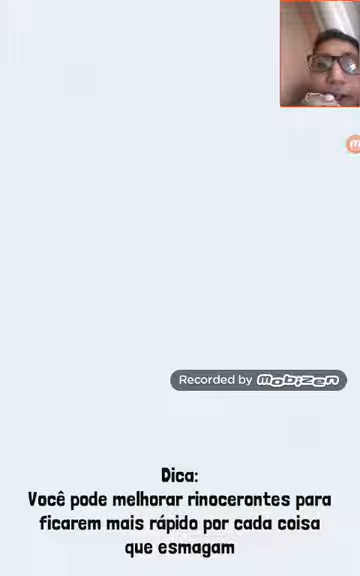 Recorded by Mobizen
Dica:
Você pode melhorar rinocerontes para
ficarem mais rápido por cada coisa
que esmagam